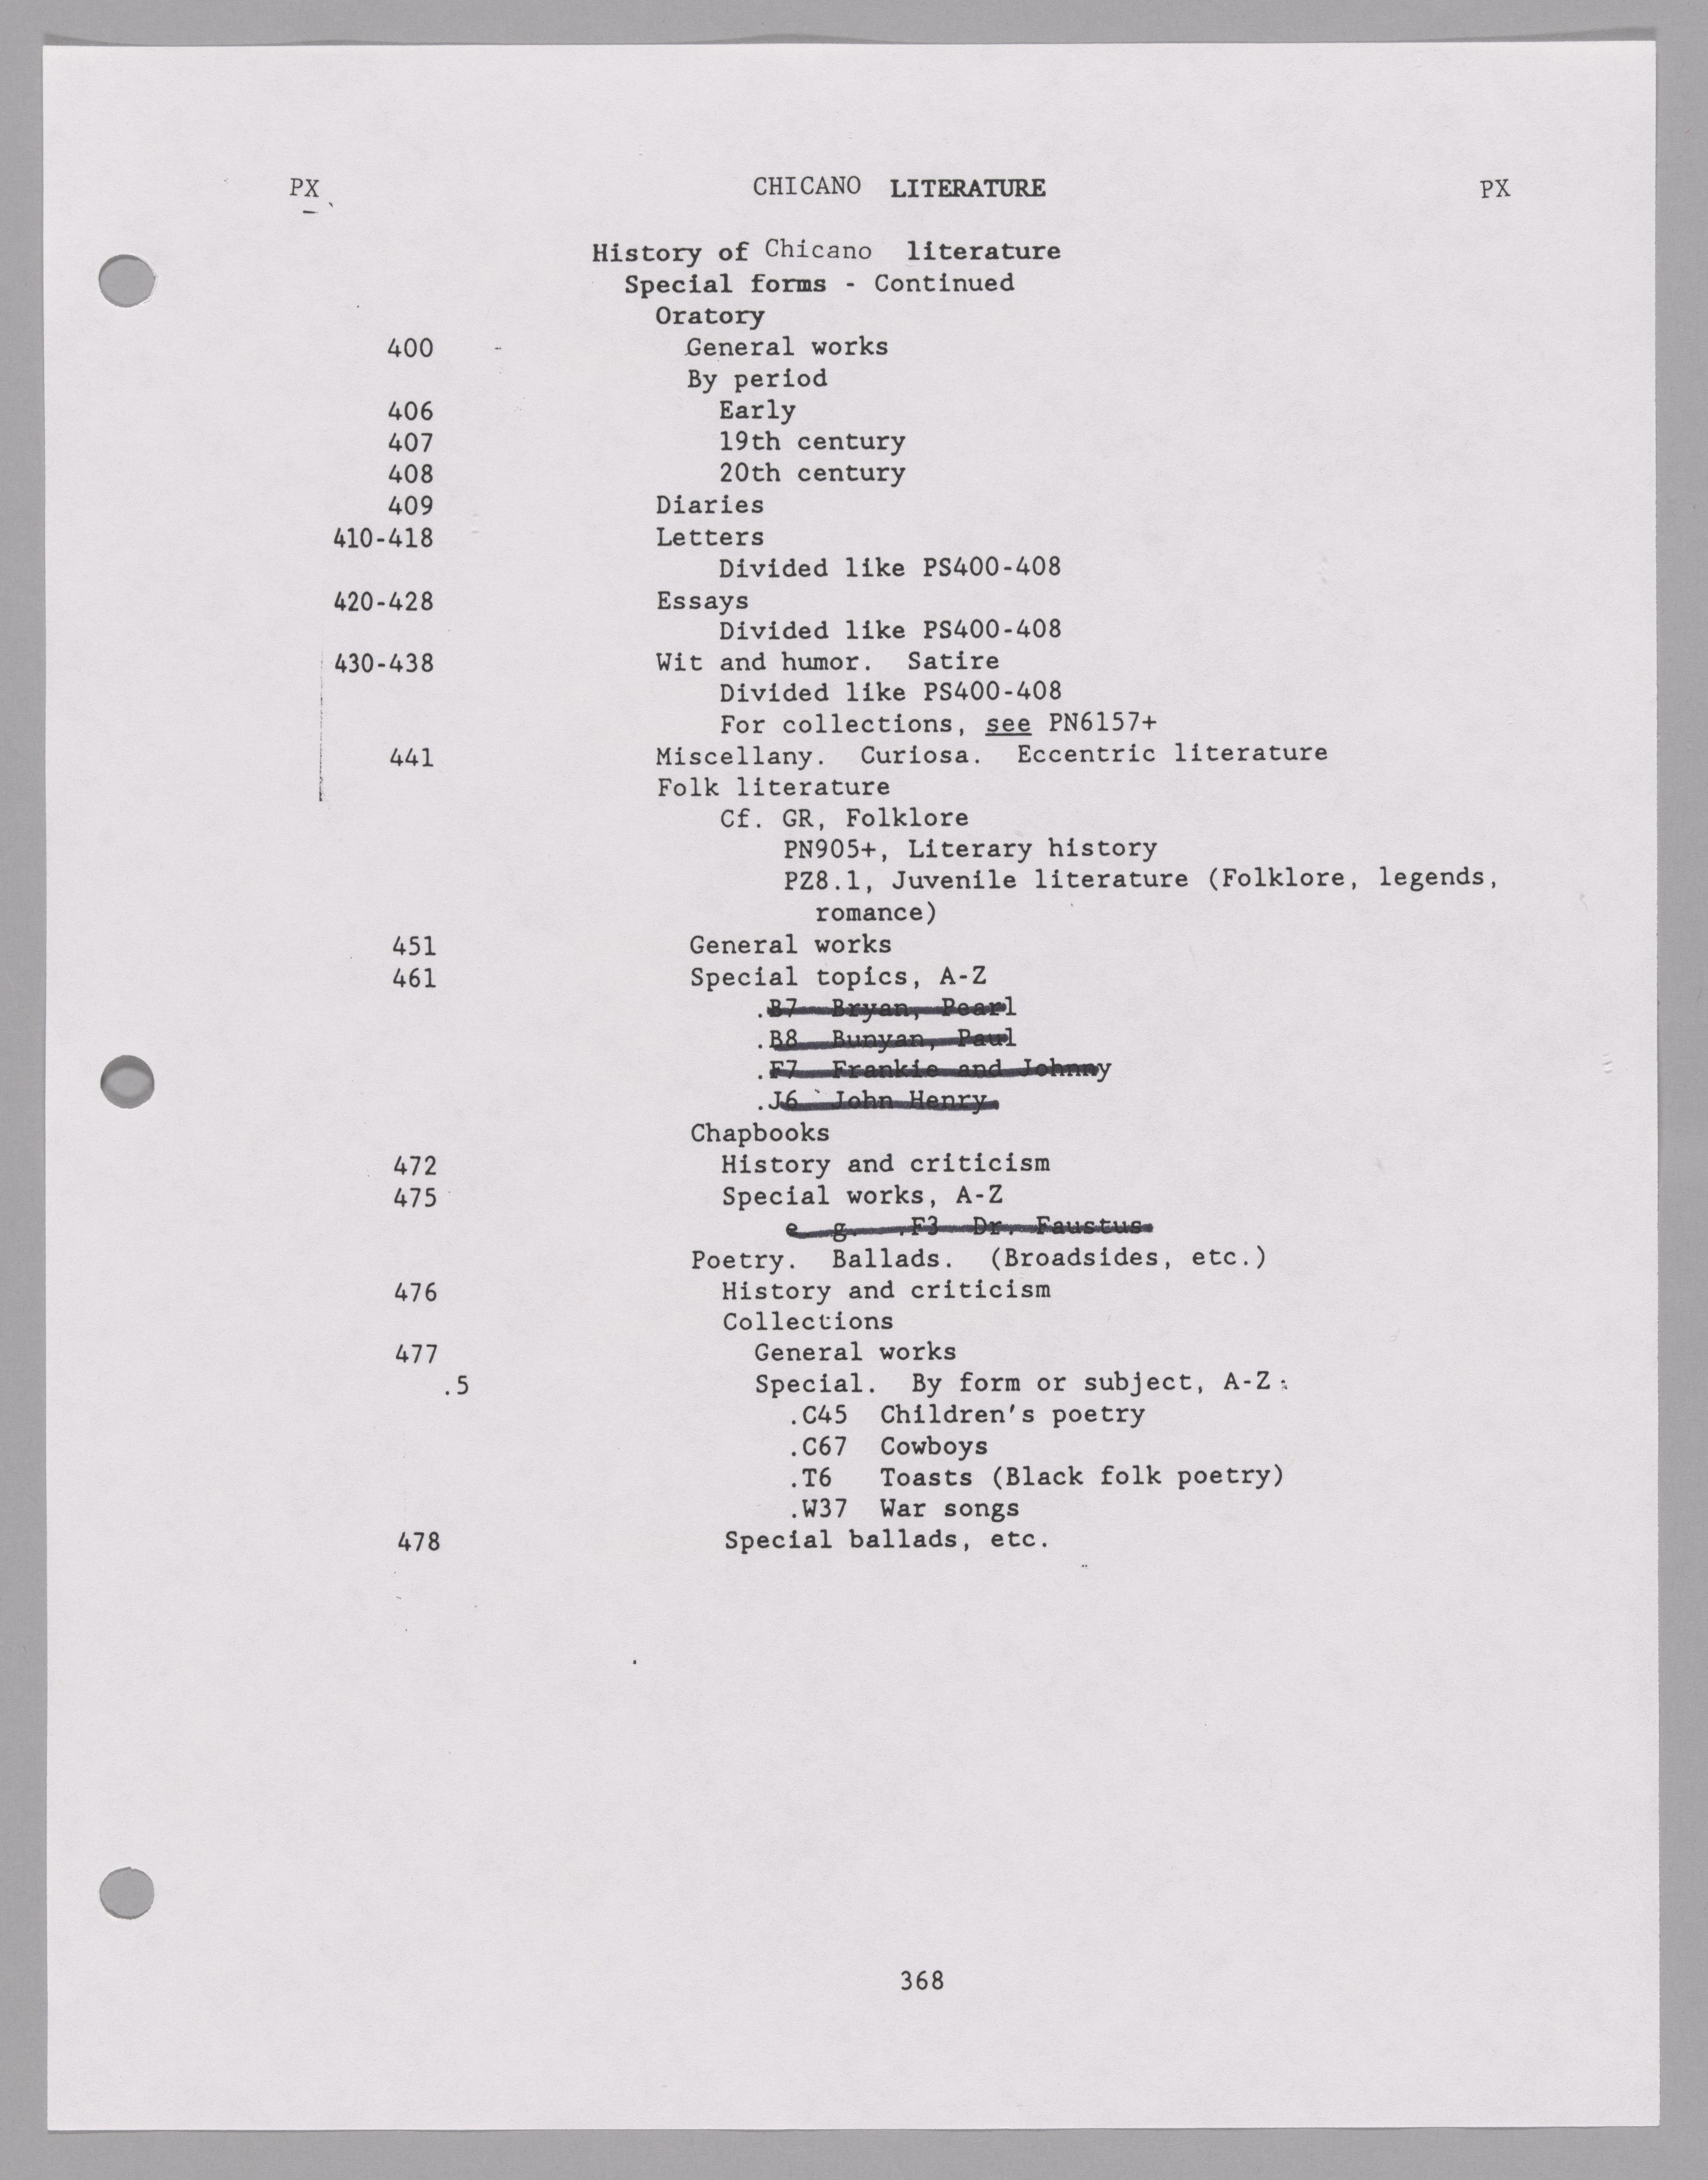 PX CHICANO LITERATURE PX
History of Chicano literature
Special forms - Continued
Oratory
400 General works
By period
406 Early
407 19th century
408 20th century
409 Diaries
410-418 Letters
Divided like PS400-408
420-428 Essays
Divided like PS400-408
430-438 Wit and humor. Satire
Divided like PS400-408
For collections, see PN6157+
441 Miscellany. Curiosa. Eccentric literature
Folk literature
Cf. GR, Folklore
PN905+, Literary history
PZ8.1, Juvenile literature (Folklore, legends,
romance)
451 General works
461 Special topics, A-Z
.B7 Bryan, Pearl
.B8 Bunyan, Paul
.F7 Frankie and Johnny
.J6 John Henry
Chapbooks
472 History and criticism
475 Special works, A-Z
e. g. .F3 Dr. Faustus
Poetry. Ballads. (Broadsides, etc.)
476 History and criticism
Collections
477 General works
.5 Special. By form or subject, A-Z:
.C45 Children's poetry
.C67 Cowboys
.T6 Toasts (Black folk poetry)
.W37 War songs
478 Special ballads, etc.
368